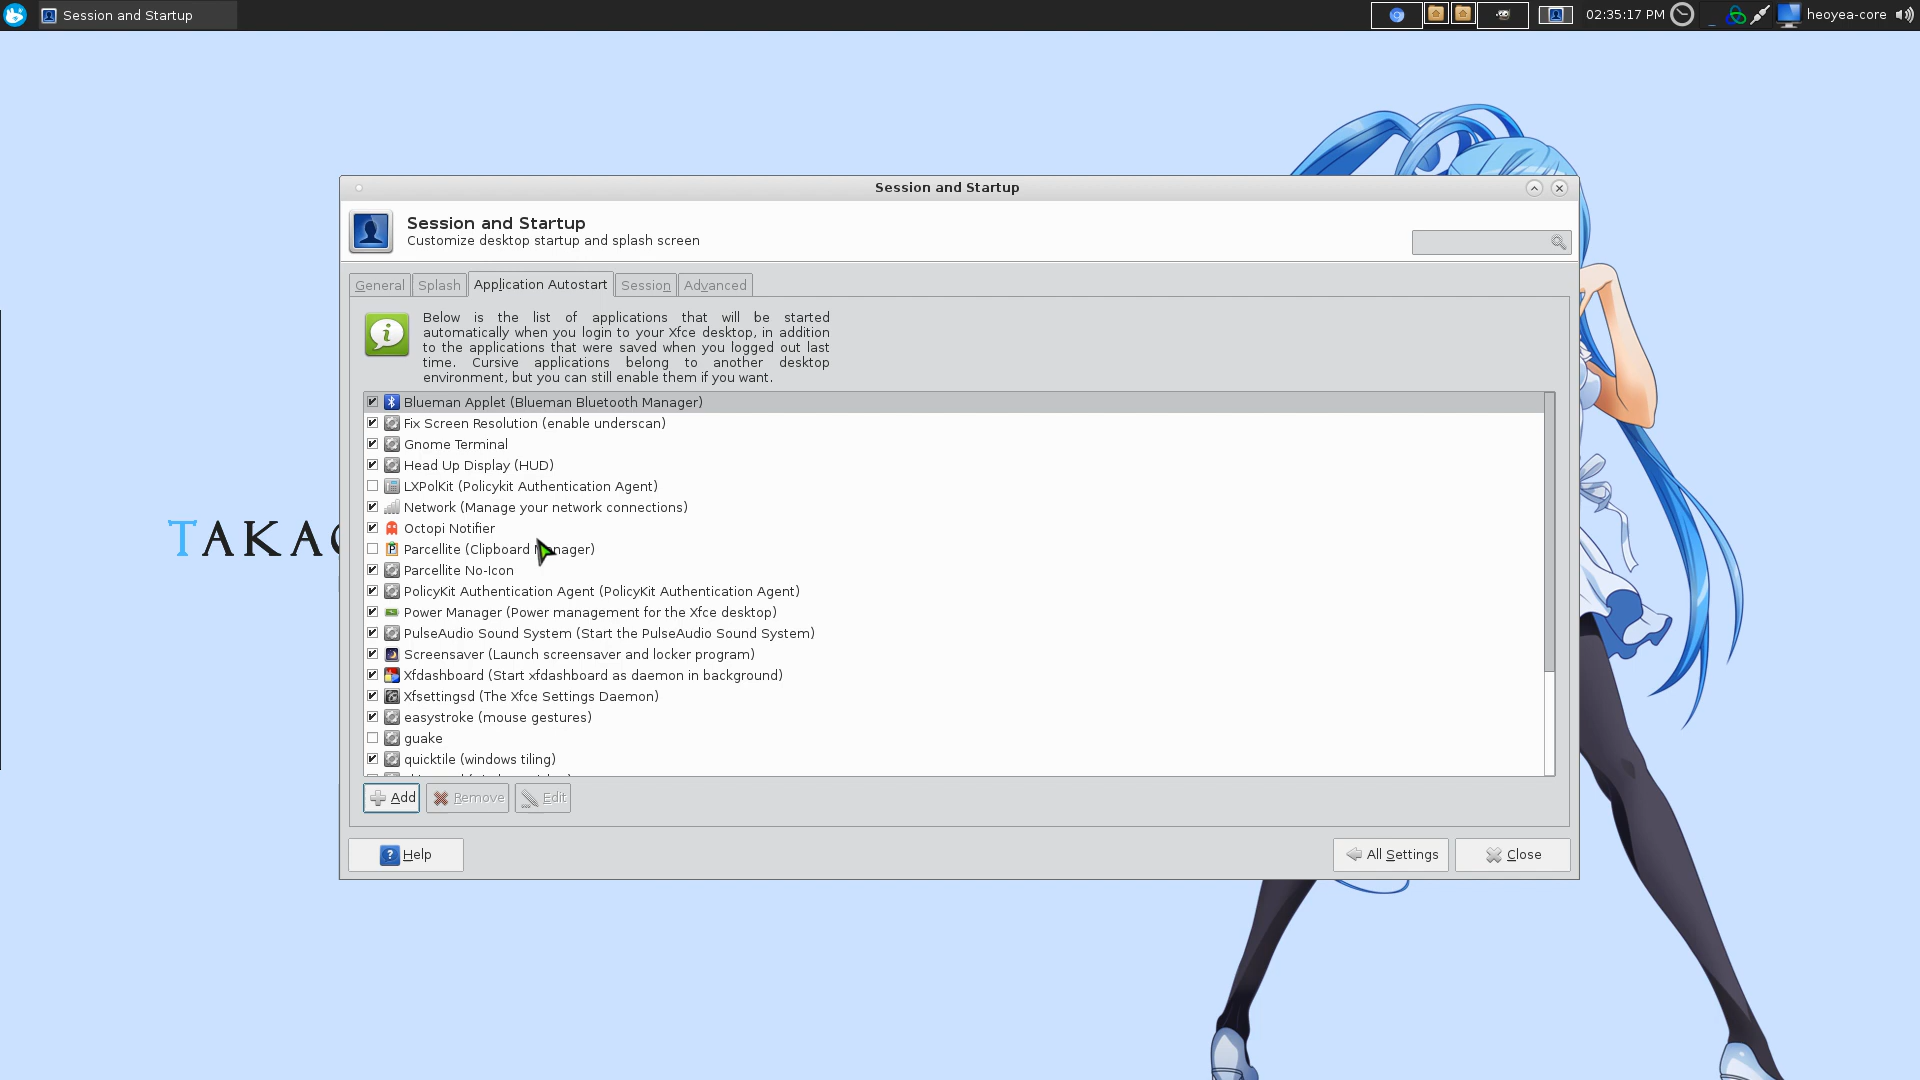 Session and Startup
02:35:17 PM
heoyea-core
TAKA
Session and Startup
Session and Startup
Customize desktop startup and splash screen
General
Splash
Application Autostart
Session
Advanced
Below is the list of applications that will be started
automatically when you login to your Xfce desktop, in addition
to the applications that were saved when you logged out last
time. Cursive applications belong to another desktop
environment, but you can still enable them if you want.
Blueman Applet (Blueman Bluetooth Manager)
Fix Screen Resolution (enable underscan)
Gnome Terminal
Head Up Display (HUD)
LXPolKit (Policykit Authentication Agent)
Network (Manage your network connections)
Octopi Notifier
Parcellite (Clipboard Manager)
Parcellite No-Icon
PolicyKit Authentication Agent (PolicyKit Authentication Agent)
Power Manager (Power management for the Xfce desktop)
PulseAudio Sound System (Start the PulseAudio Sound System)
Screensaver (Launch screensaver and locker program)
Xfdashboard (Start xfdashboard as daemon in background)
Xfsettingsd (The Xfce Settings Daemon)
easystroke (mouse gestures)
guake
quicktile (windows tiling)
Add
Remove
Edit
Help
All Settings
Close